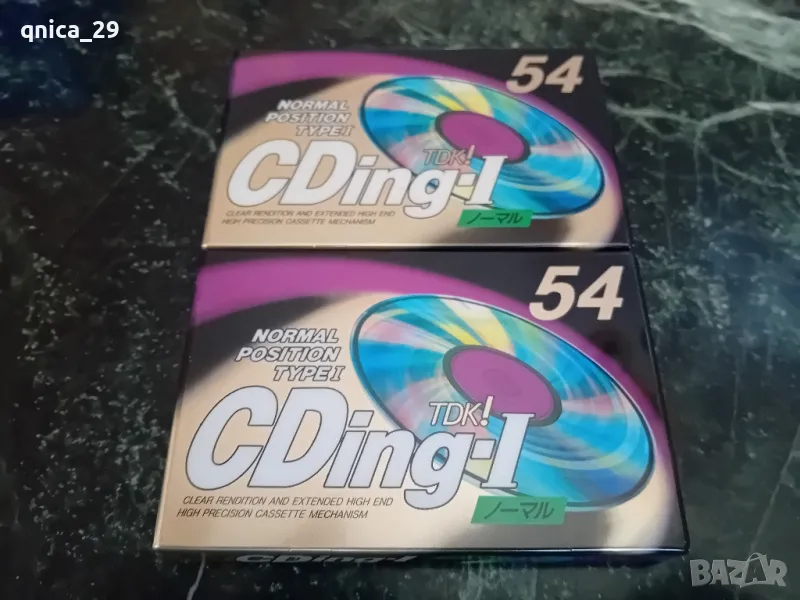 qnica_29
54
NORMAL
POSITION
TYPE I
TDK!
CDing-I
ノーマル
CLEAR RENDITION AND EXTENDED HIGH END
HIGH PRECISION CASSETTE MECHANISM
54
NORMAL
POSITION
TYPE I
TDK!
CDing-I
ノーマル
CLEAR RENDITION AND EXTENDED HIGH END
HIGH PRECISION CASSETTE MECHANISM
CDing-I
BAZAR